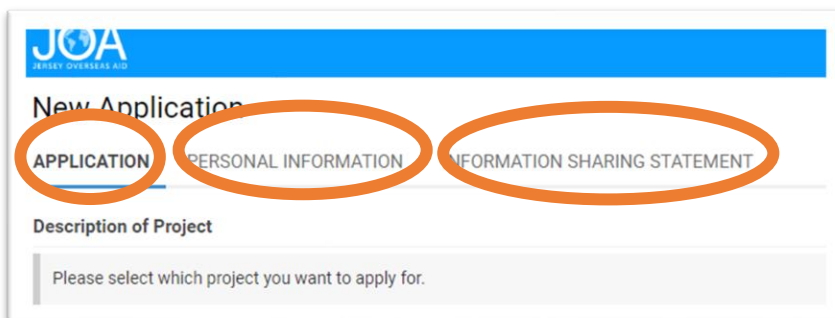 JOA
JERSEY OVERSEAS AID
New Application
APPLICATION PERSONAL INFORMATION INFORMATION SHARING STATEMENT
Description of Project
Please select which project you want to apply for.